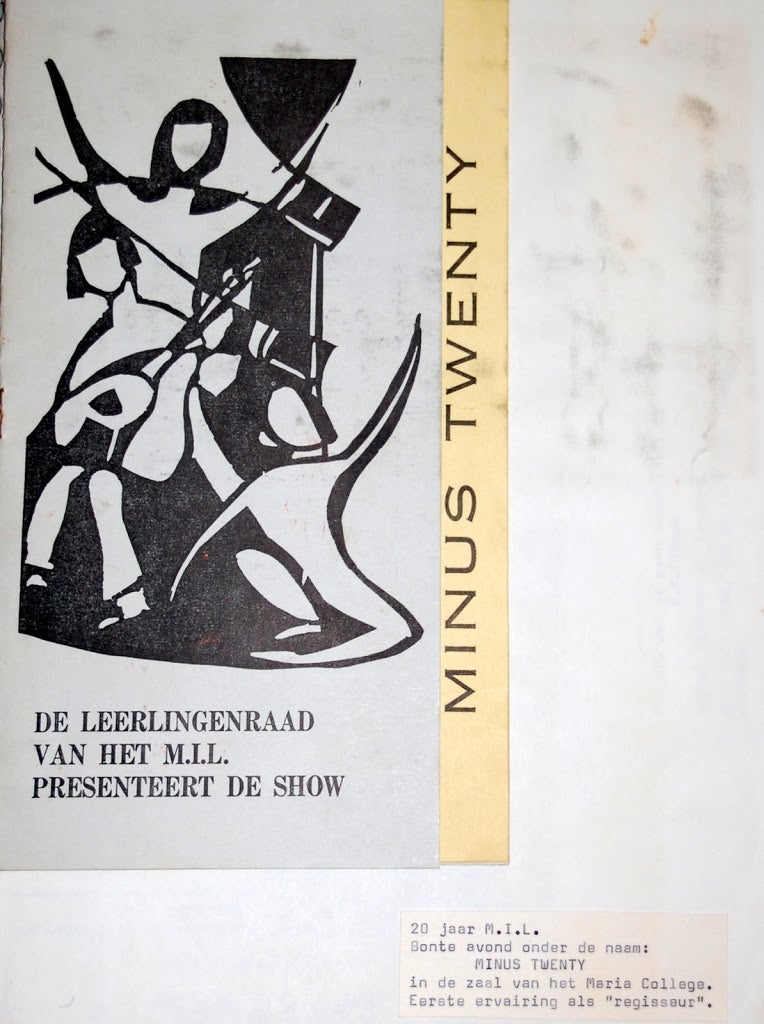 DE LEERLINGENRAAD
VAN HET M.I.L.
PRESENTEERT DE SHOW
MINUS TWENTY
20 jaar M.I.L.
Bonte avond onder de naam:
MINUS TWENTY
in de zaal van het Maria College.
Eerste ervairing als "regisseur".